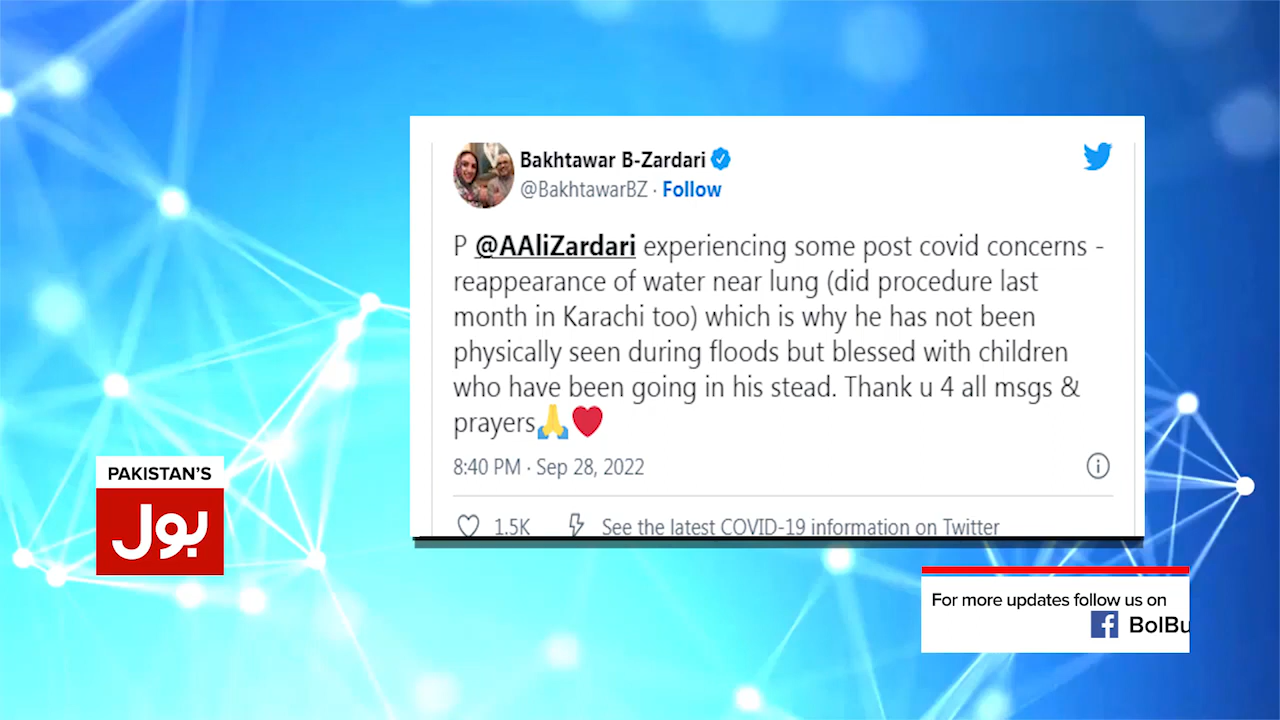 Bakhtawar B-Zardari
@BakhtawarBZ · Follow
P @AAliZardari experiencing some post covid concerns -
reappearance of water near lung (did procedure last
month in Karachi too) which is why he has not been
physically seen during floods but blessed with children
who have been going in his stead. Thank u 4 all msgs &
prayers🙏❤️
8:40 PM · Sep 28, 2022
1.5K See the latest COVID-19 information on Twitter
PAKISTAN'S
بول
For more updates follow us on
BolBu